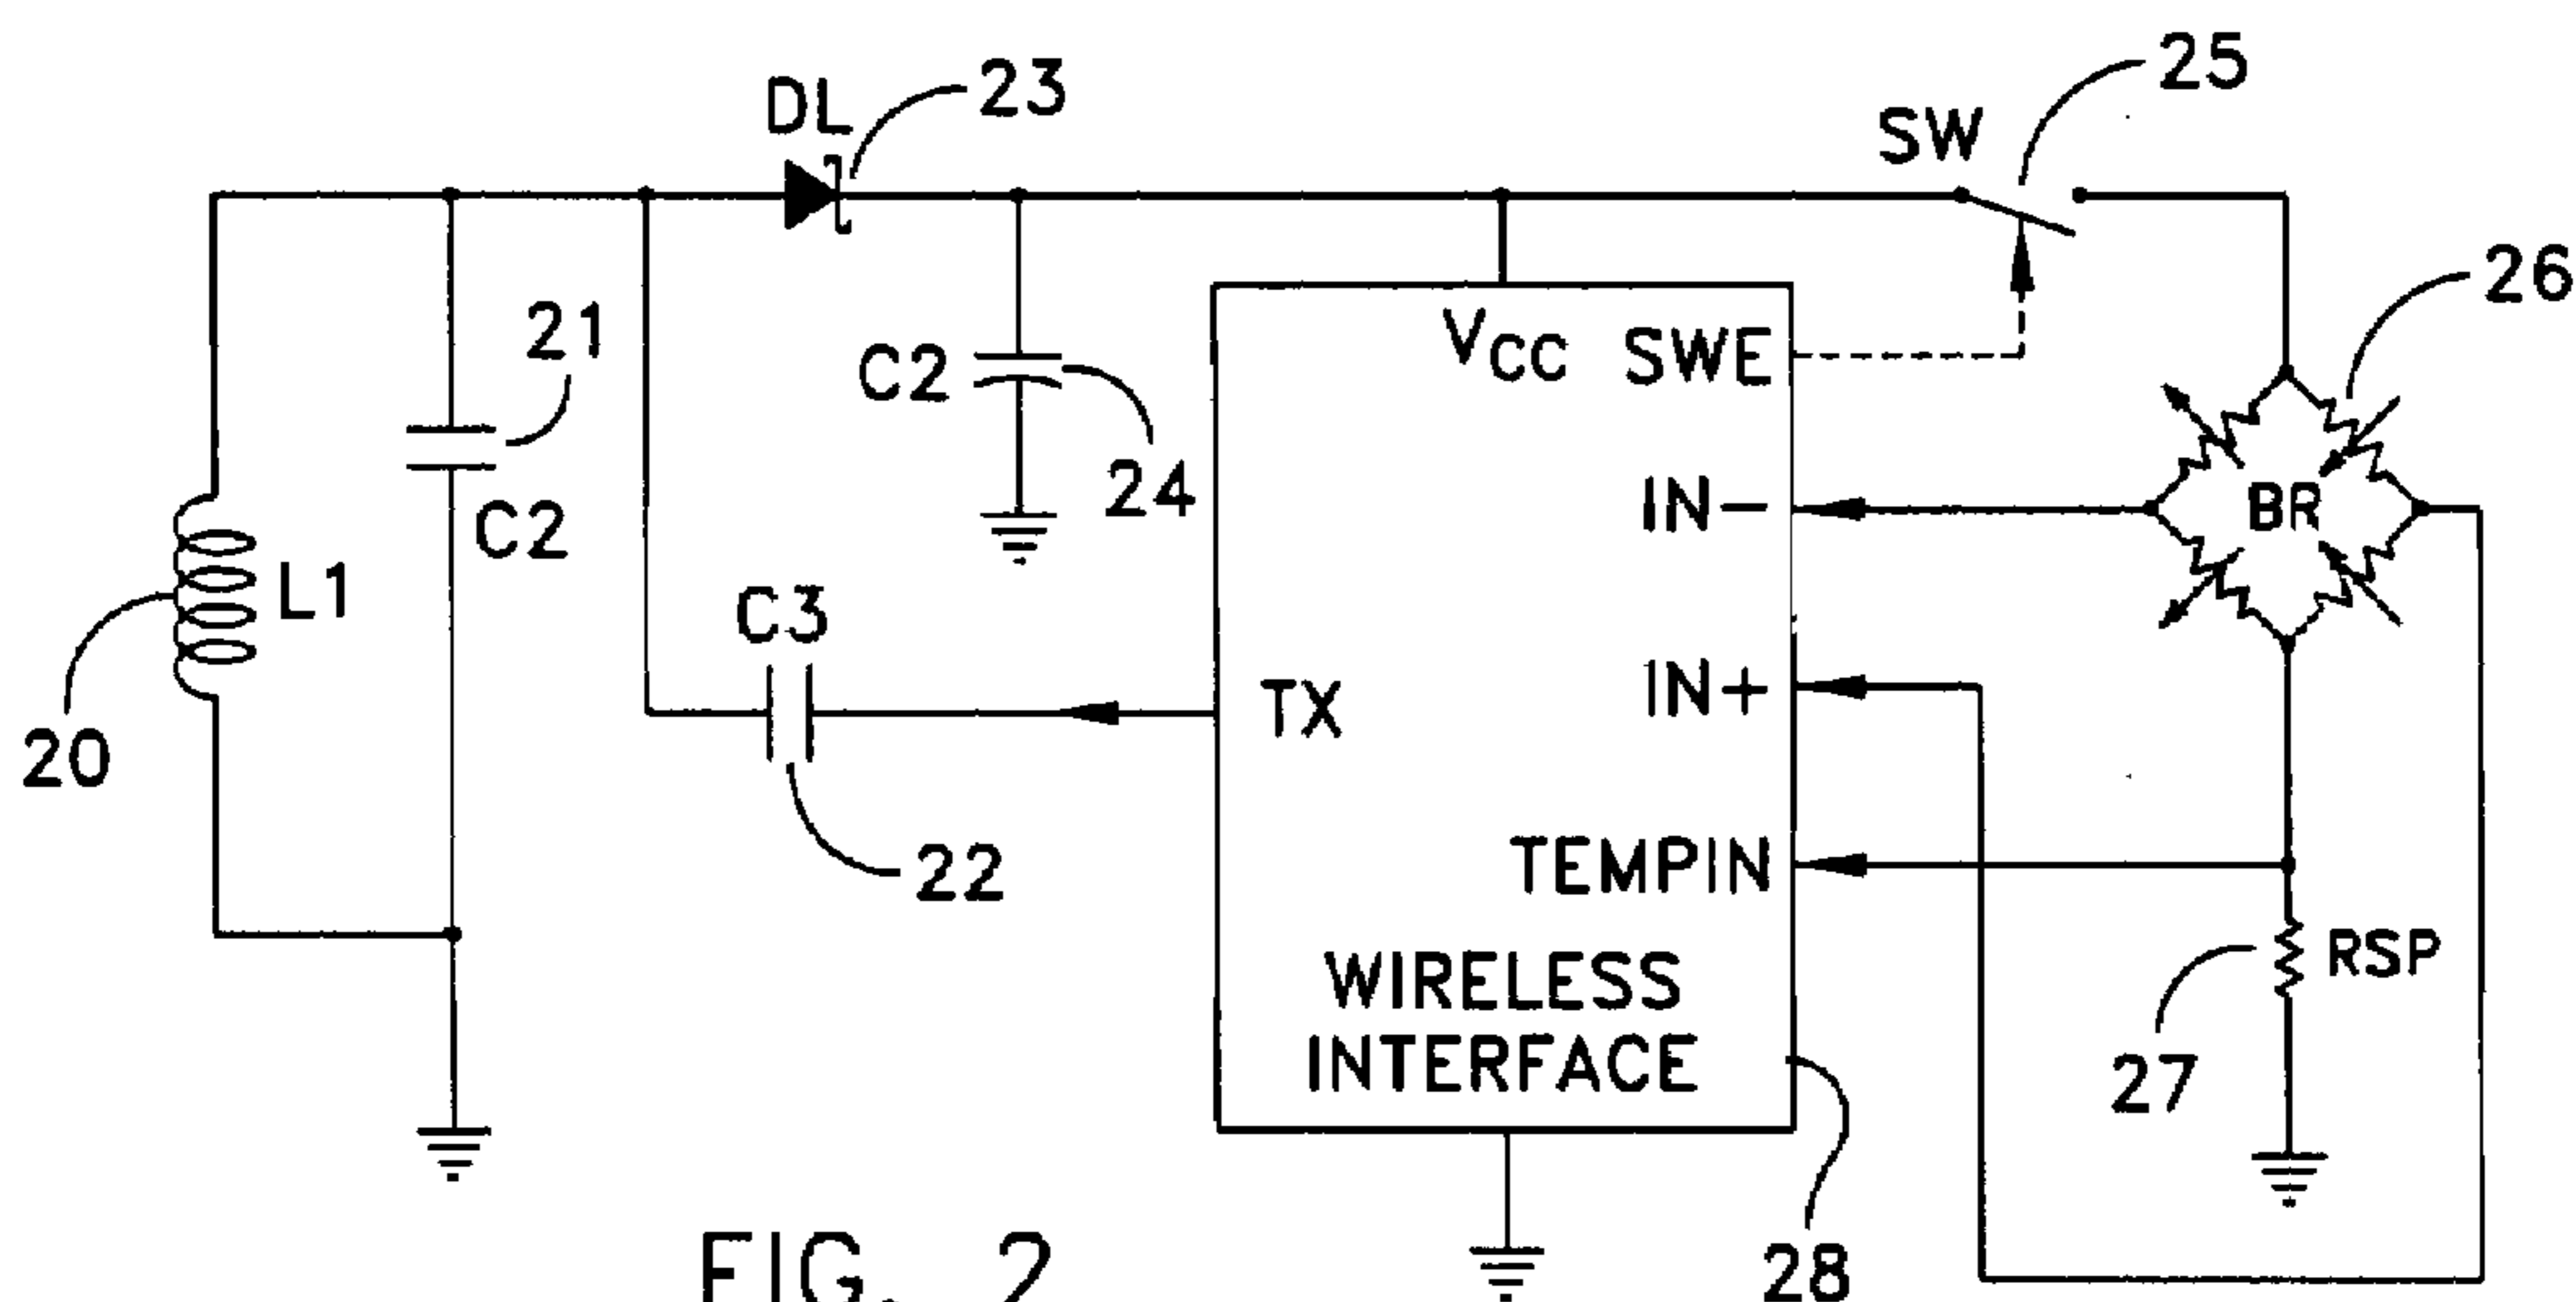 25
DL
23
SW
26
21
VCC
SWE
C2
24
IN-
BR
C2
L1
C3
IN+
TX
20
22
TEMPIN
RSP
WIRELESS
INTERFACE
27
28
FIG. 2